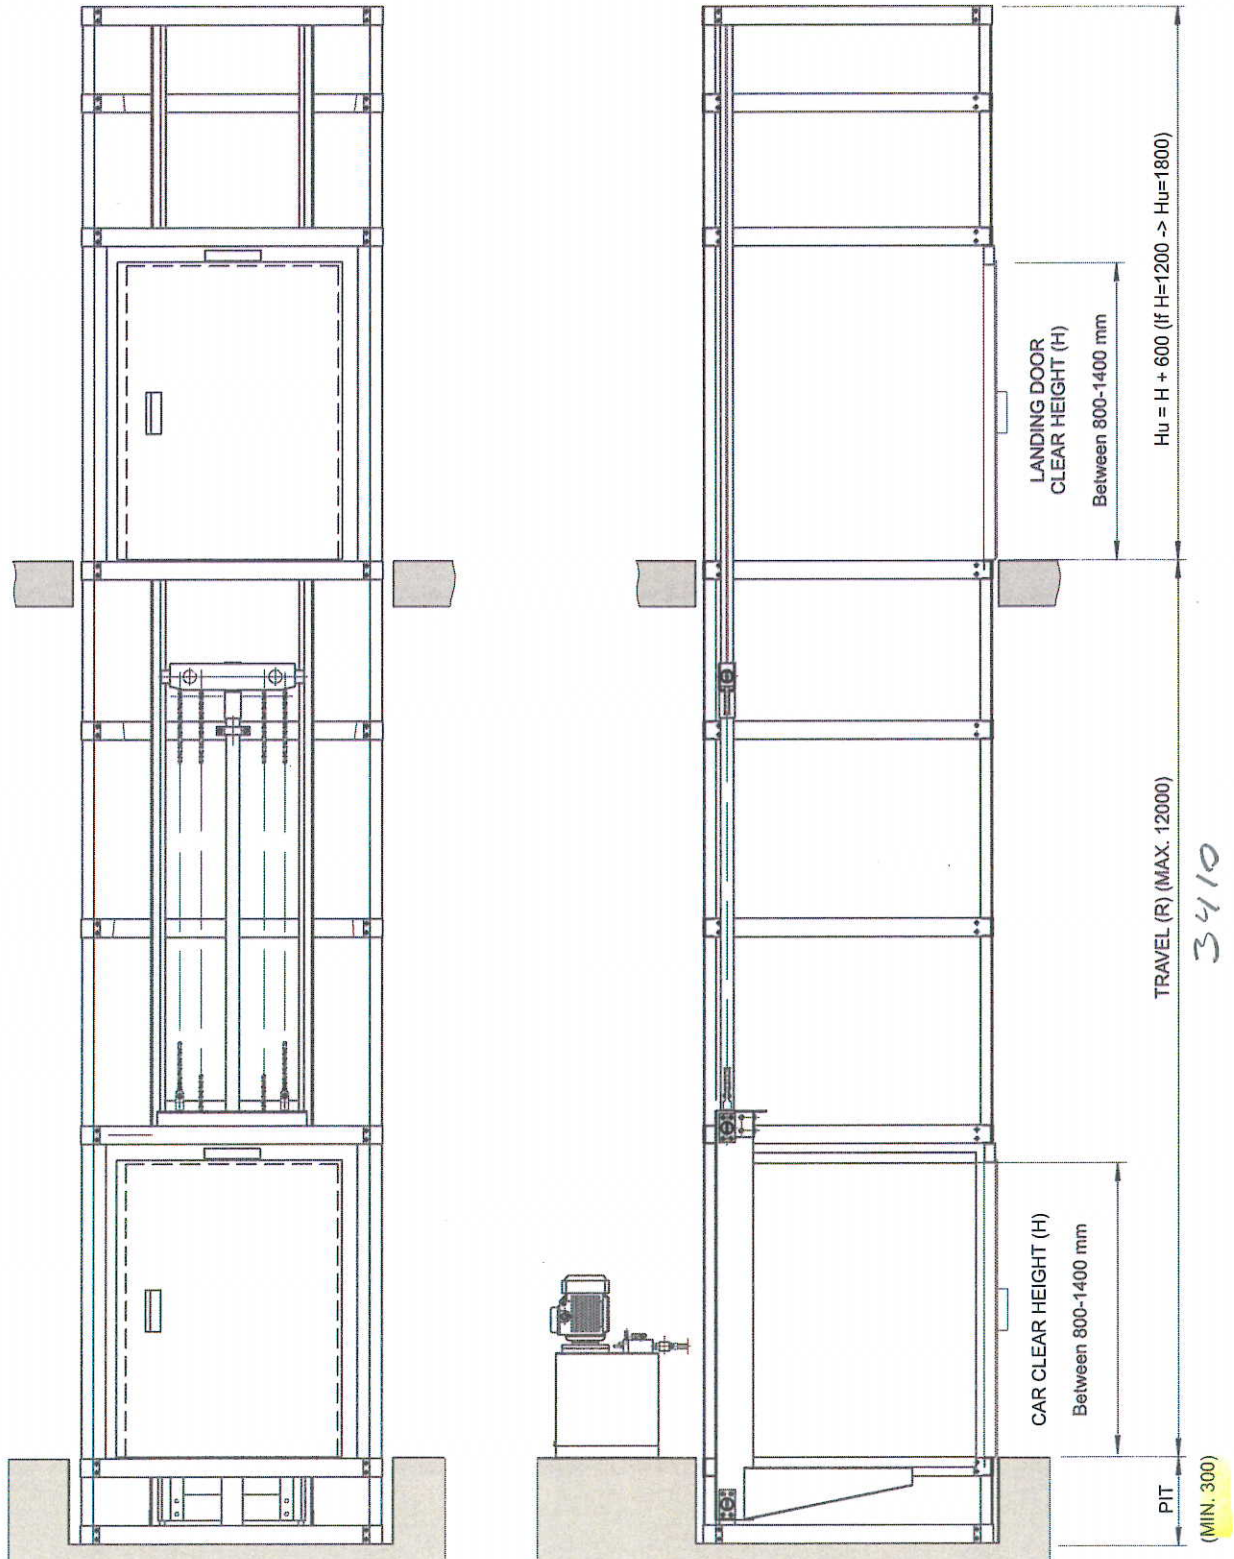 Hu = H + 600 (If H=1200 -> Hu=1800)
LANDING DOOR
CLEAR HEIGHT (H)
Between 800-1400 mm
TRAVEL (R) (MAX. 12000)
3410
CAR CLEAR HEIGHT (H)
Between 800-1400 mm
PIT
(MIN. 300)